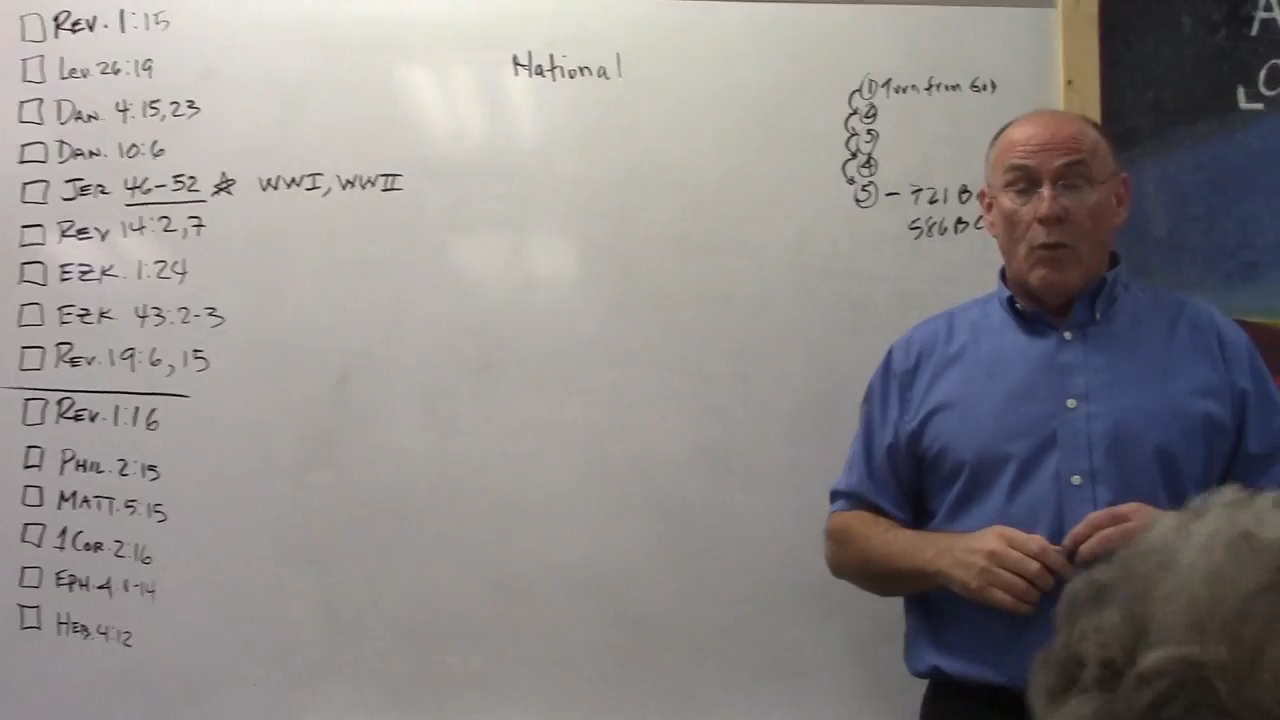 ☐ REV. 1:15
☐ Lev. 26:19
☐ DAN. 4:15,23
☐ DAN. 10:6
☐ JER 46-52 ☆ WWI, WWII
☐ REV 14:2,7
☐ EZK. 1:24
☐ EZK 43:2-3
☐ REV. 19:6,15
☐ REV. 1:16
☐ PHIL. 2:15
☐ MATT. 5:15
☐ 1 COR. 2:16
☐ EPH. 4:1-14
☐ HEB. 4:12
National
① Turn from God
②
③
④
⑤ - 721 B
586 BC